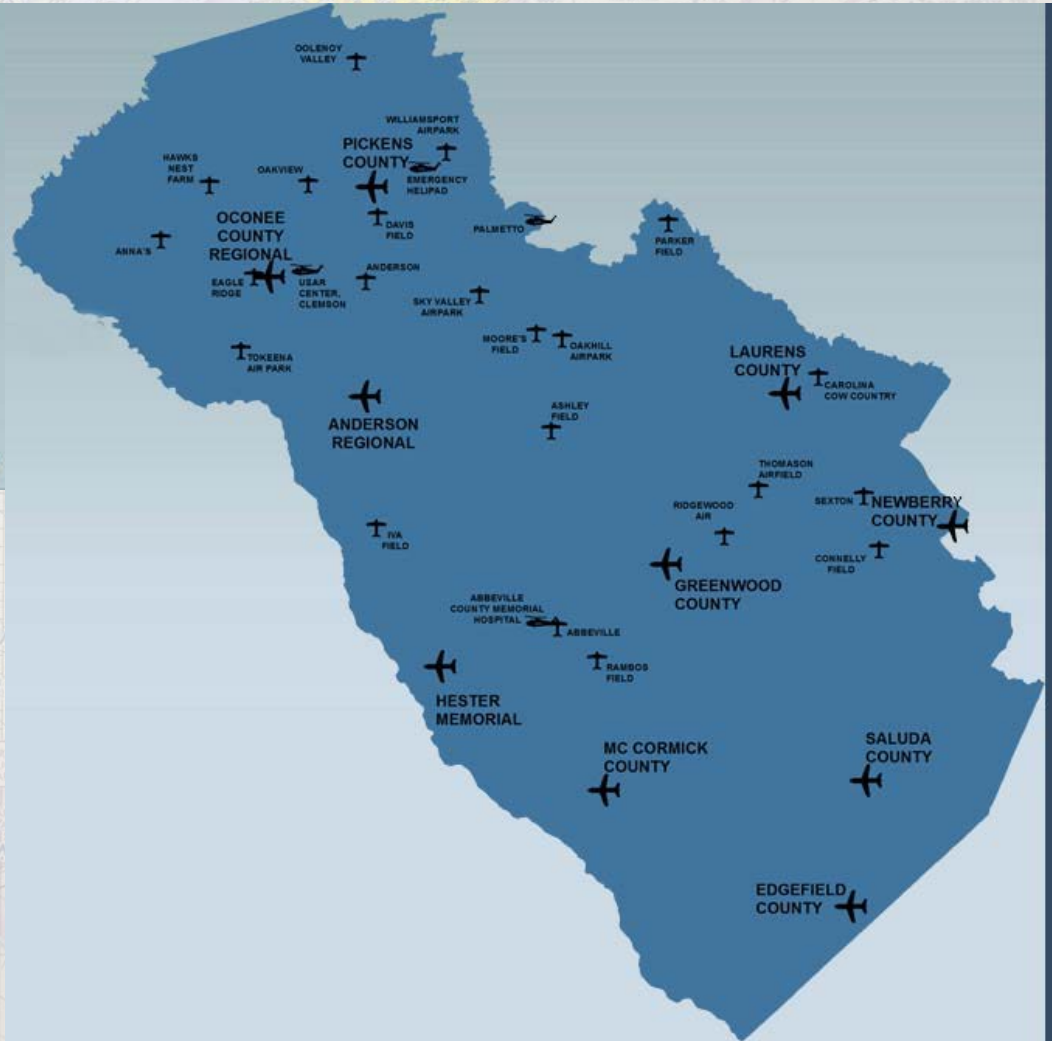 OOLENOY
VALLEY
WILLIAMSPORT
AIRPARK
PICKENS
COUNTY
EMERGENCY
HELIPAD
HAWKS
NEST
FARM
OAKVIEW
DAVIS
FIELD
OCONEE
COUNTY
REGIONAL
PALMETTO
PARKER
FIELD
ANNA'S
EAGLE
RIDGE
USAR
CENTER,
CLEMSON
ANDERSON
SKY VALLEY
AIRPARK
MOORE'S
FIELD
OAKHILL
AIRPARK
TOKEENA
AIR PARK
LAURENS
COUNTY
CAROLINA
COW COUNTRY
ANDERSON
REGIONAL
ASHLEY
FIELD
THOMASON
AIRFIELD
SEXTON
NEWBERRY
COUNTY
RIDGEWOOD
AIR
IVA
FIELD
CONNELLY
FIELD
GREENWOOD
COUNTY
ABBEVILLE
COUNTY MEMORIAL
HOSPITAL
ABBEVILLE
RAMBOS
FIELD
HESTER
MEMORIAL
MC CORMICK
COUNTY
SALUDA
COUNTY
EDGEFIELD
COUNTY